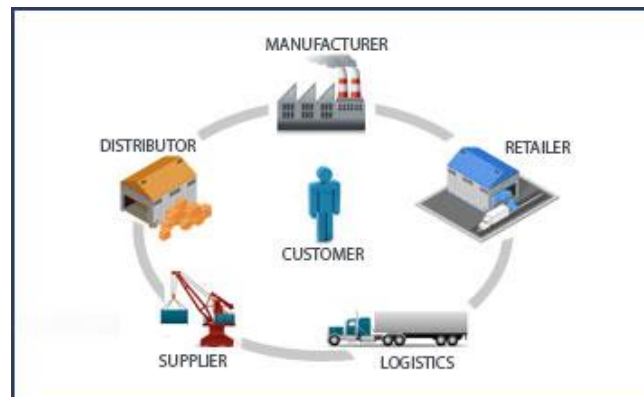 MANUFACTURER
DISTRIBUTOR
RETAILER
CUSTOMER
SUPPLIER
LOGISTICS